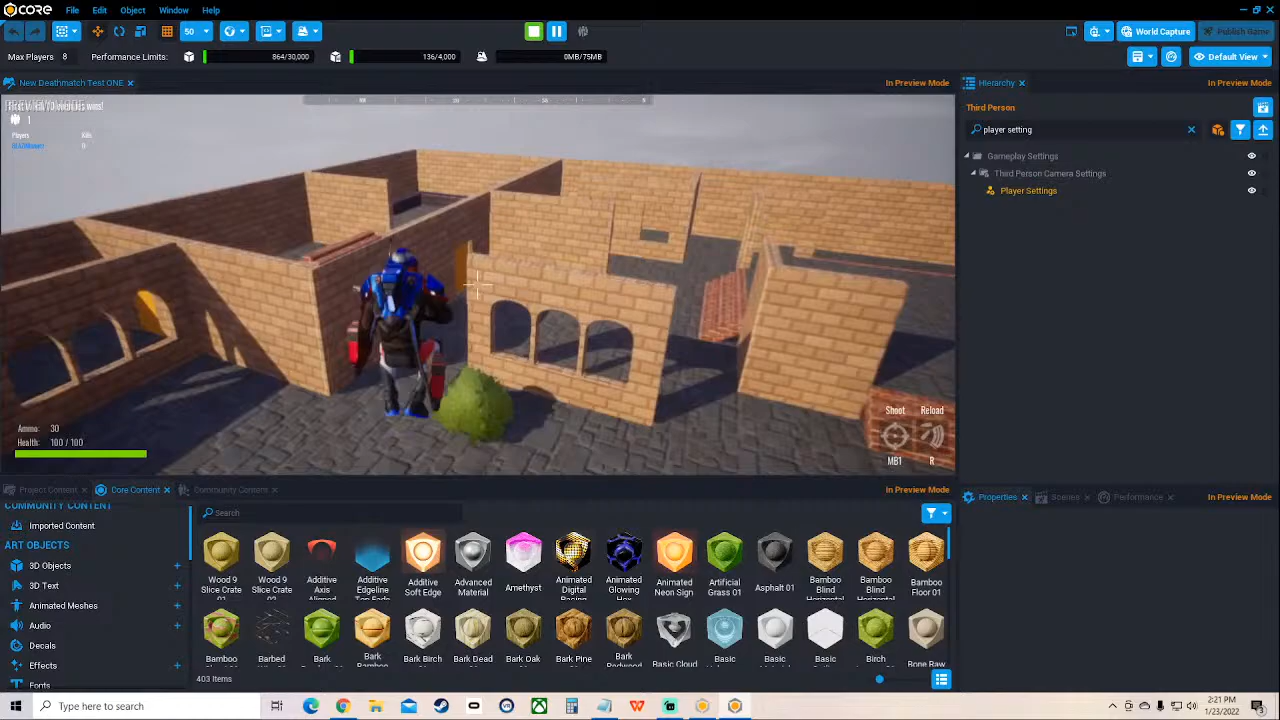 CORE File Edit Object Window Help
50 World Capture Publish Game
Max Players 8 Performance Limits: 864/30,000 136/4,000 0MB/75MB Default View
New Deathmatch Test ONE In Preview Mode Hierarchy In Preview Mode
Third Person
1
Players Kills
0
player setting
Gameplay Settings
Third Person Camera Settings
Player Settings
Shoot Reload
Ammo: 30
Health: 100 / 100
MB1 R
Project Content Core Content Community Content In Preview Mode Properties Scenes Performance In Preview Mode
COMMUNITY CONTENT
Imported Content
ART OBJECTS
3D Objects
3D Text
Animated Meshes
Audio
Decals
Effects
Fonts
Search
Wood 9 Slice Crate
Wood 9 Slice Crate
Additive Axis Aligned
Additive Edgeline
Additive Soft Edge
Advanced Material
Amethyst
Animated Digital
Animated Glowing
Animated Neon Sign
Artificial Grass 01
Asphalt 01
Bamboo Blind Horizontal
Bamboo Blind Horizontal
Bamboo Floor 01
Bamboo
Barbed
Bark
Bark
Bark Birch
Bark Dead
Bark Oak
Bark Pine
Bark
Basic Cloud
Basic
Basic
Basic
Birch
Bone Raw
403 Items
Type here to search
2:21 PM
1/23/2022
3